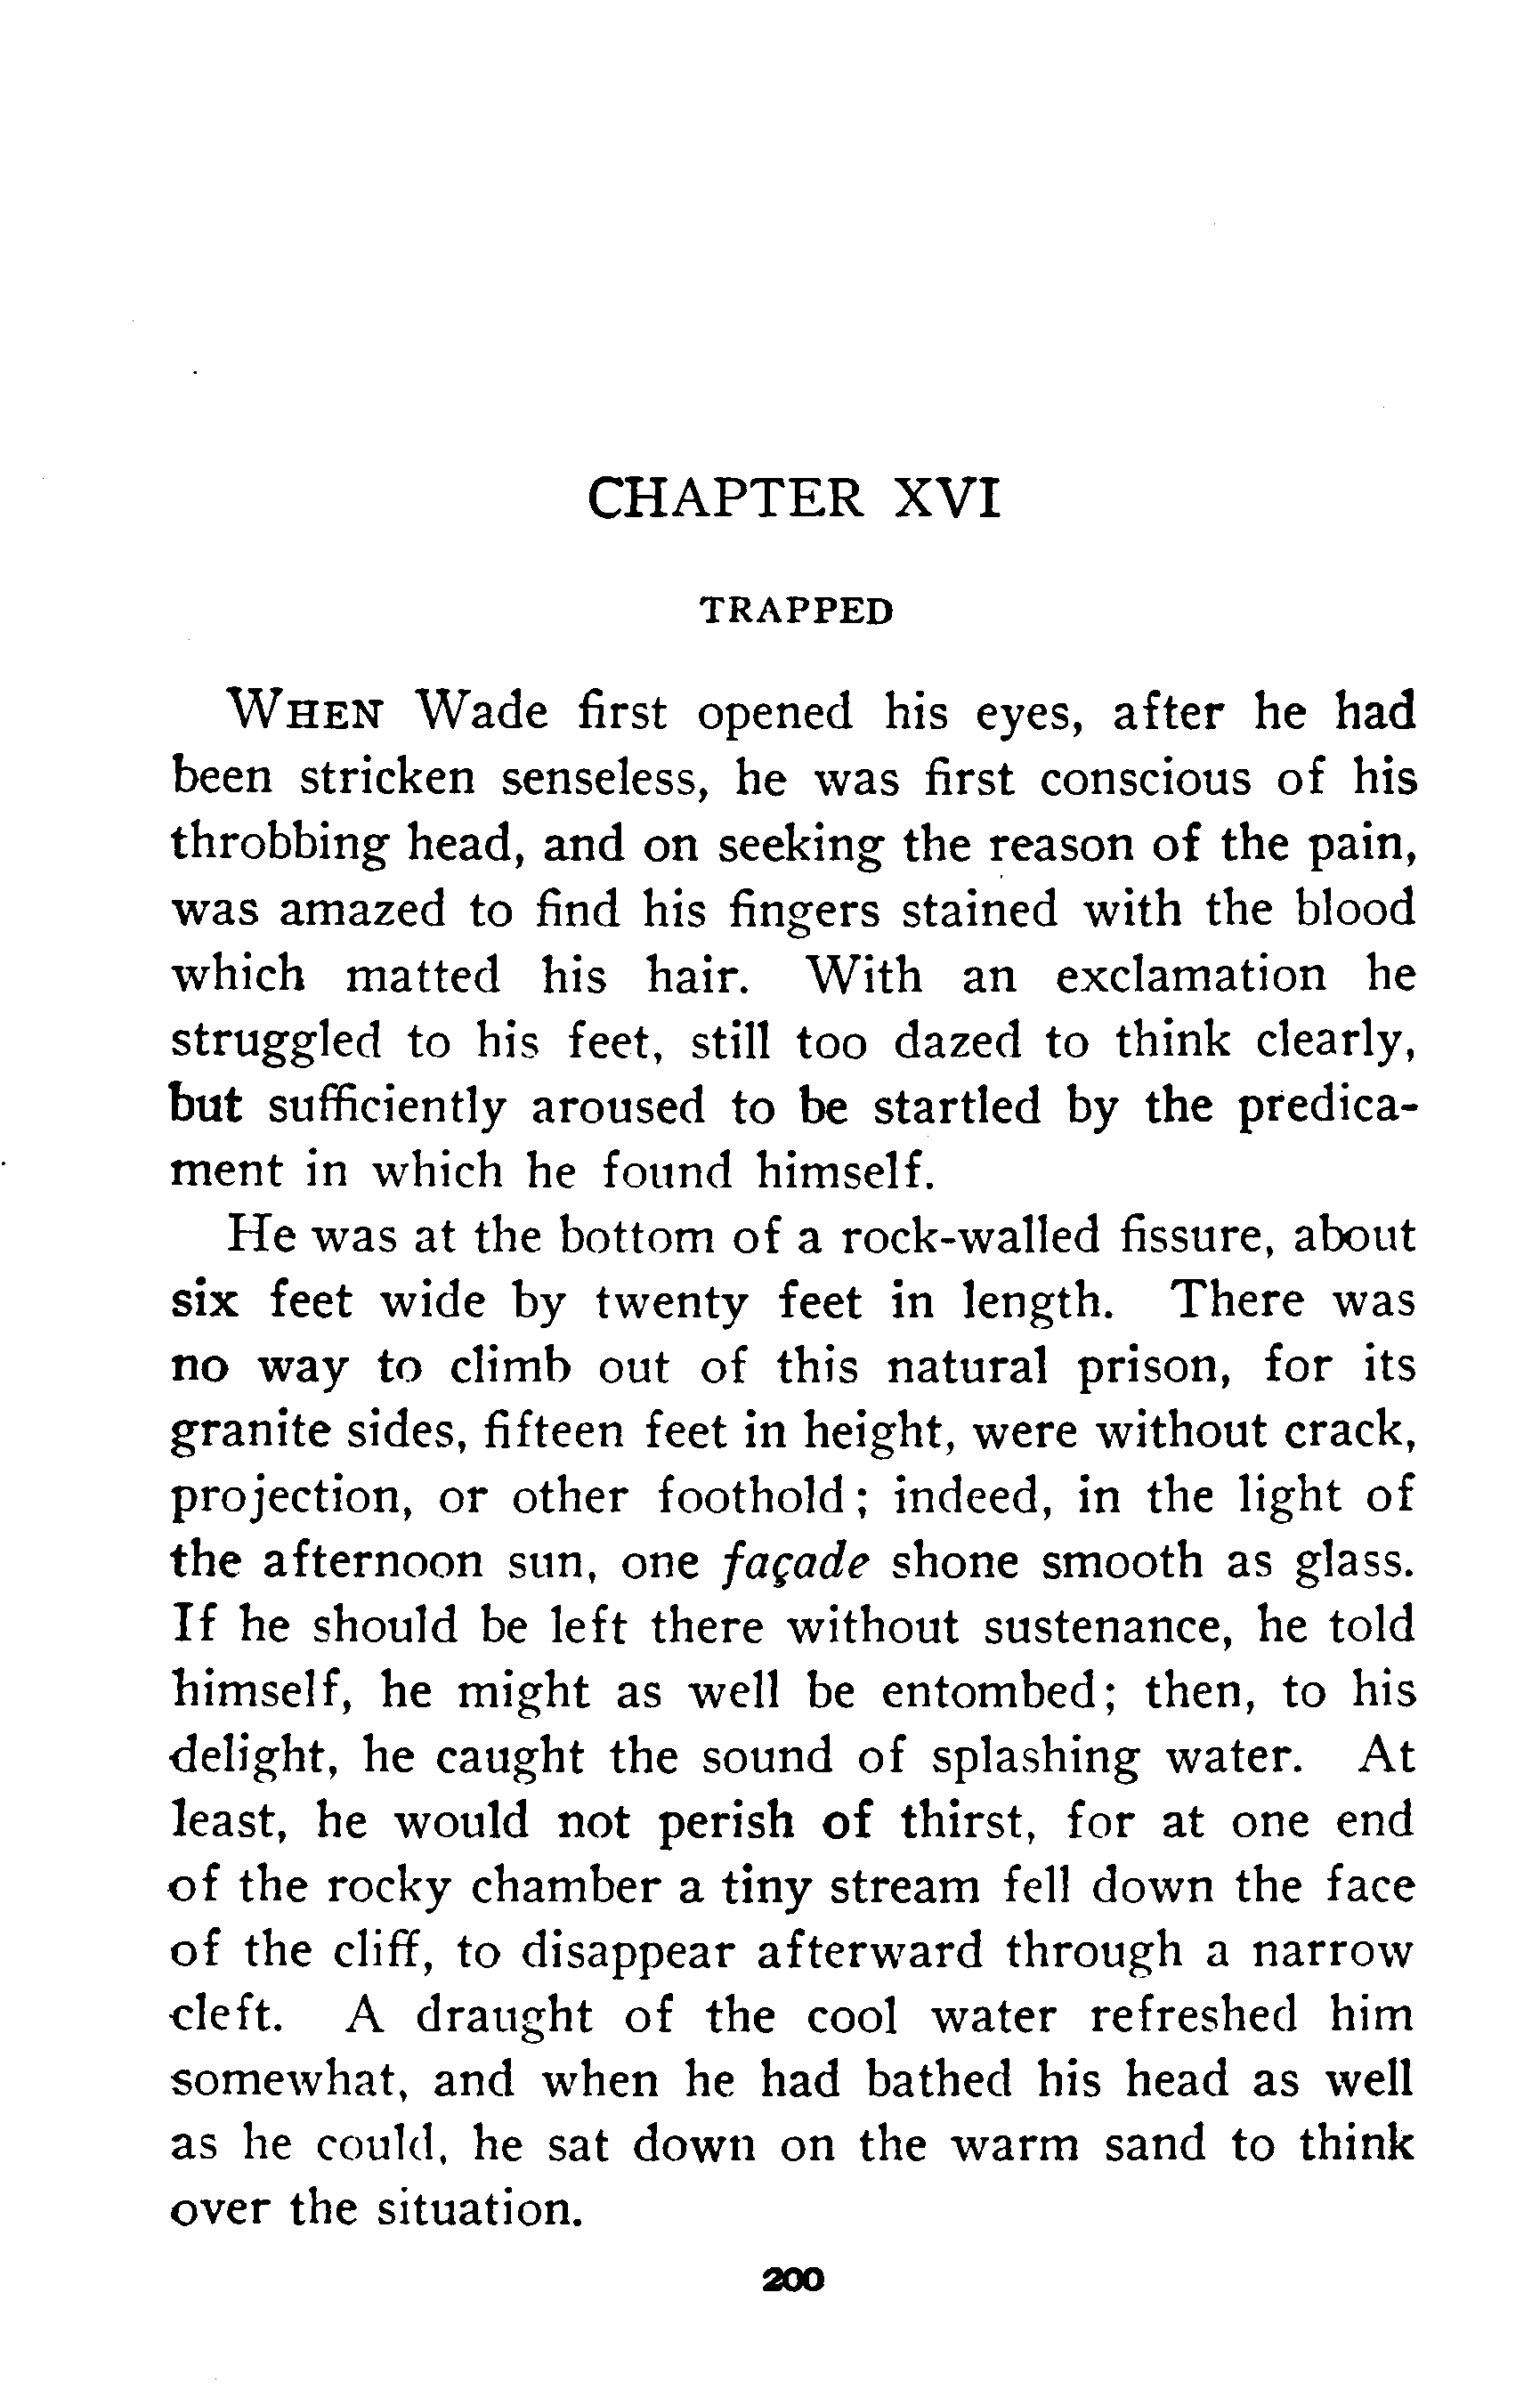 CHAPTER XVI
TRAPPED
WHEN Wade first opened his eyes, after he had
been stricken senseless, he was first conscious of his
throbbing head, and on seeking the reason of the pain,
was amazed to find his fingers stained with the blood
which matted his hair. With an exclamation he
struggled to his feet, still too dazed to think clearly,
but sufficiently aroused to be startled by the predica-
ment in which he found himself.
He was at the bottom of a rock-walled fissure, about
six feet wide by twenty feet in length. There was
no way to climb out of this natural prison, for its
granite sides, fifteen feet in height, were without crack,
projection, or other foothold; indeed, in the light of
the afternoon sun, one façade shone smooth as glass.
If he should be left there without sustenance, he told
himself, he might as well be entombed; then, to his
delight, he caught the sound of splashing water. At
least, he would not perish of thirst, for at one end
of the rocky chamber a tiny stream fell down the face
of the cliff, to disappear afterward through a narrow
cleft. A draught of the cool water refreshed him
somewhat, and when he had bathed his head as well
as he could, he sat down on the warm sand to think
over the situation.
200